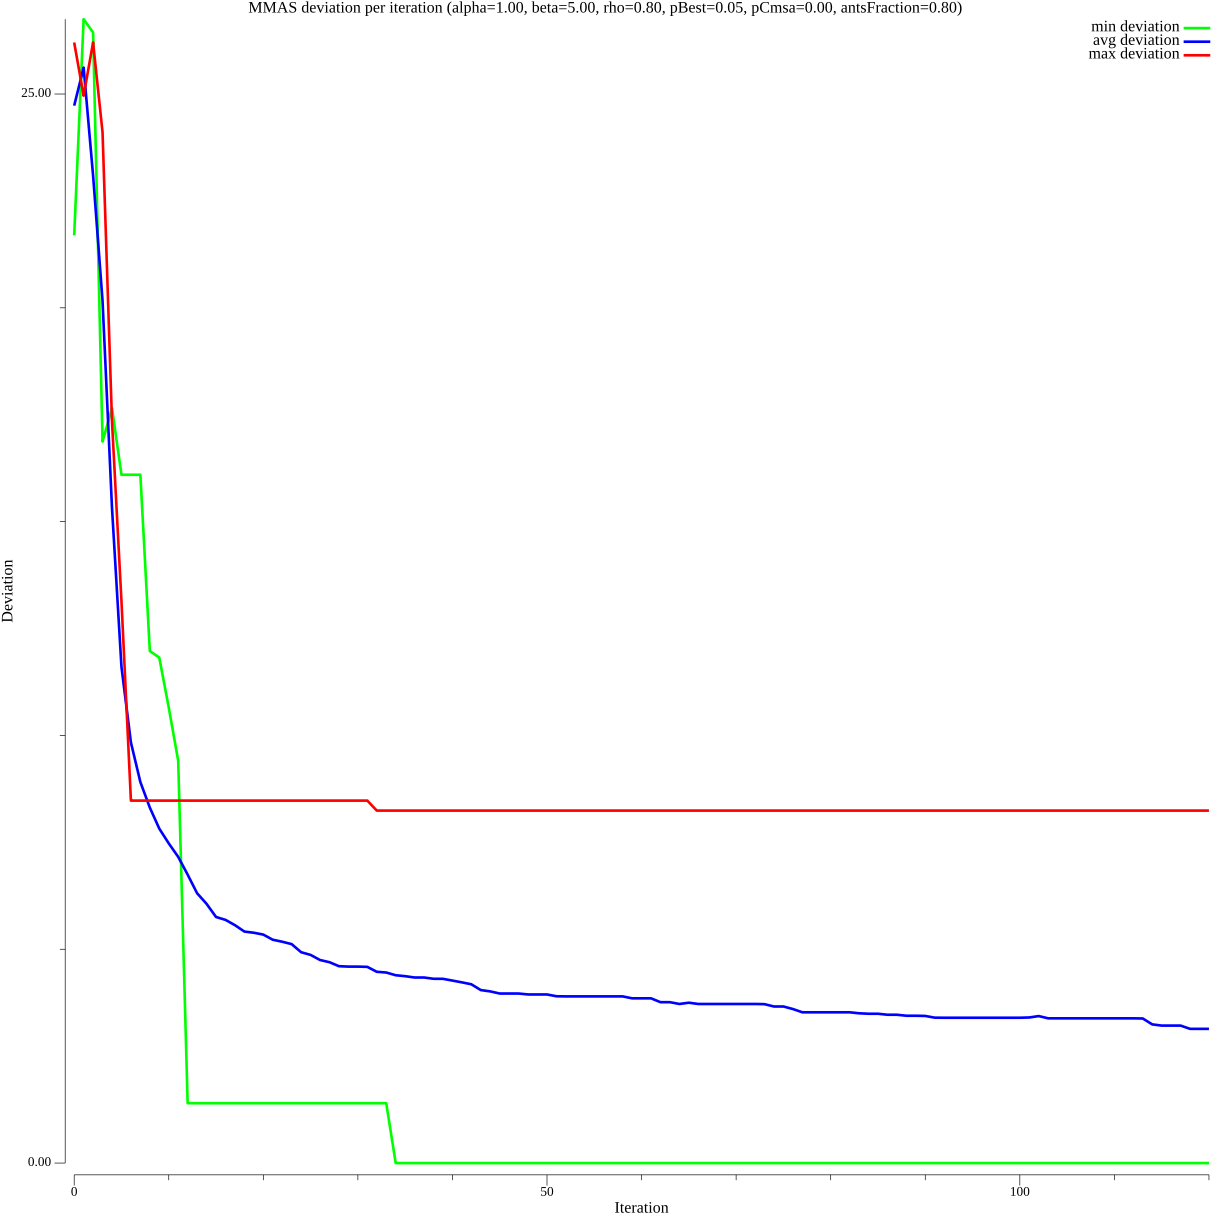 MMAS deviation per iteration (alpha=1.00, beta=5.00, rho=0.80, pBest=0.05, pCmsa=0.00, antsFraction=0.80)
min deviation
avg deviation
max deviation
25.00
Deviation
0.00
0
50
100
Iteration